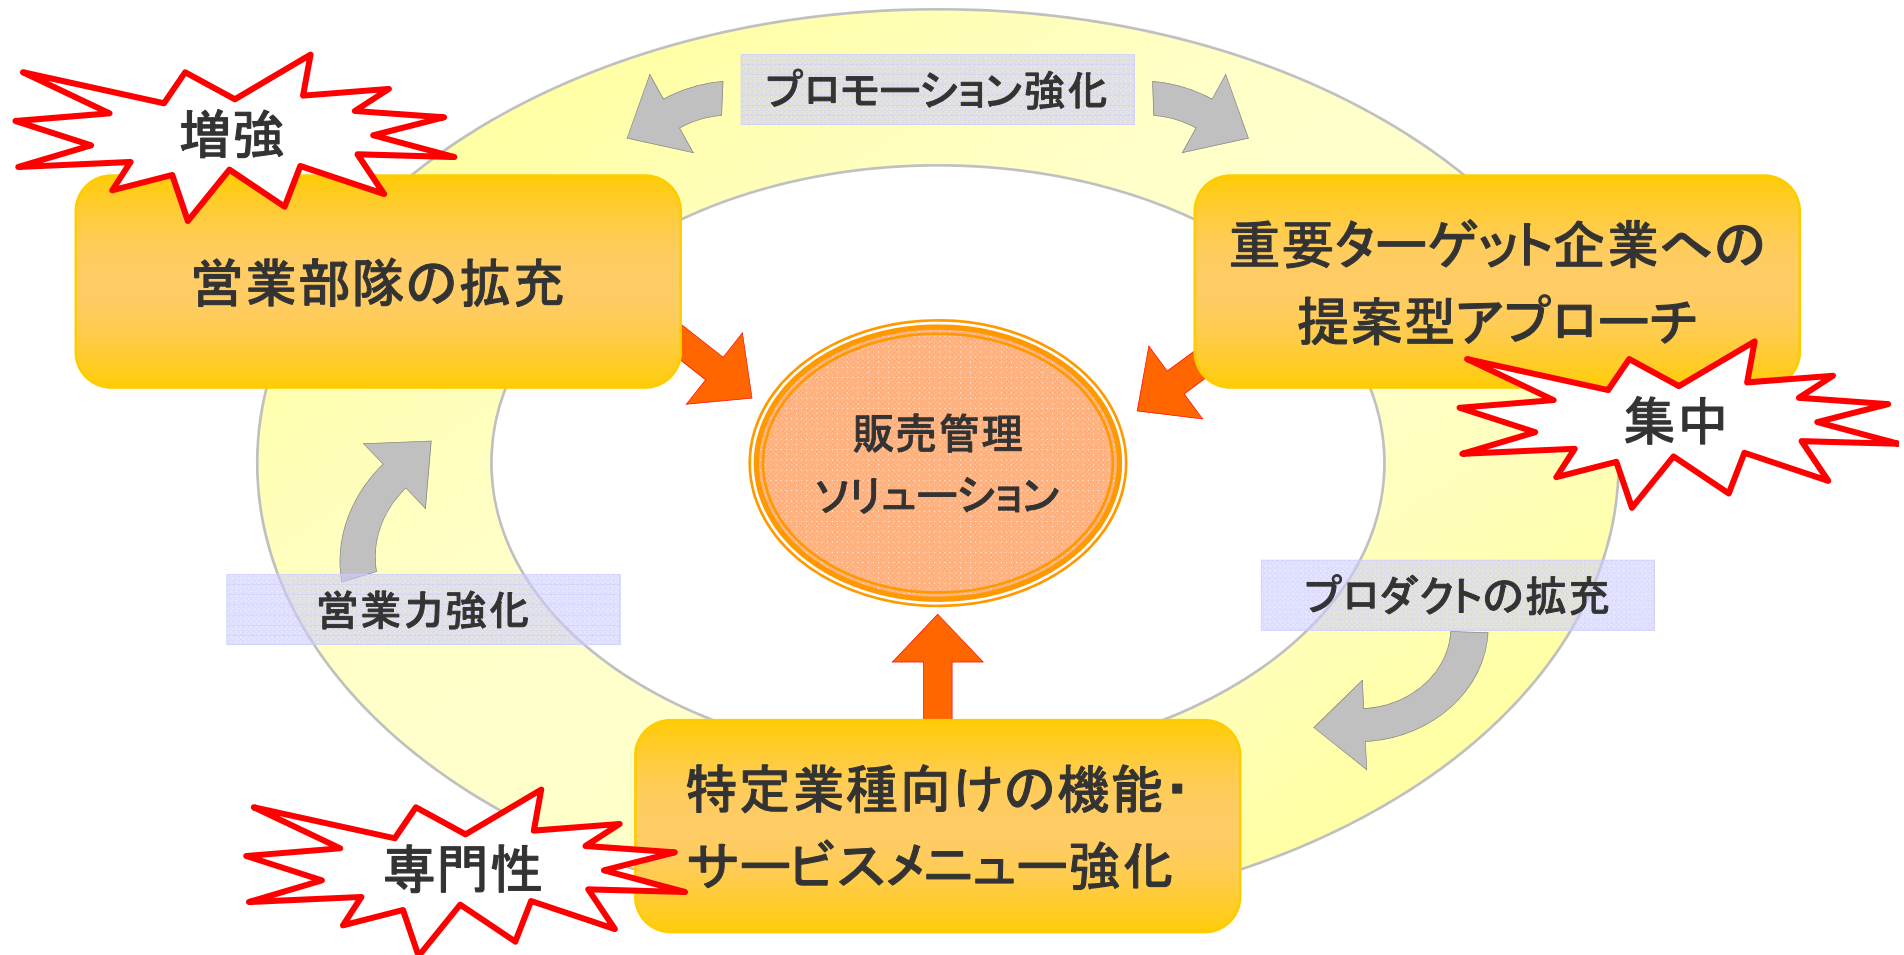 プロモーション強化
増強
営業部隊の拡充
重要ターゲット企業への
提案型アプローチ
集中
販売管理
ソリューション
営業力強化
プロダクトの拡充
特定業種向けの機能・
サービスメニュー強化
専門性